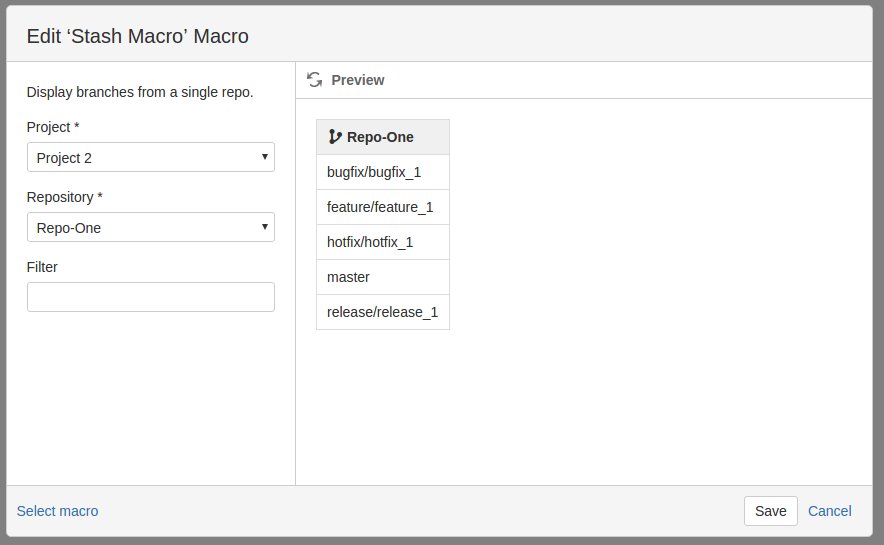 Edit ‘Stash Macro’ Macro
Display branches from a single repo.
Project *
Project 2
Repository *
Repo-One
Filter
Preview
Repo-One
bugfix/bugfix_1
feature/feature_1
hotfix/hotfix_1
master
release/release_1
Select macro
Save
Cancel